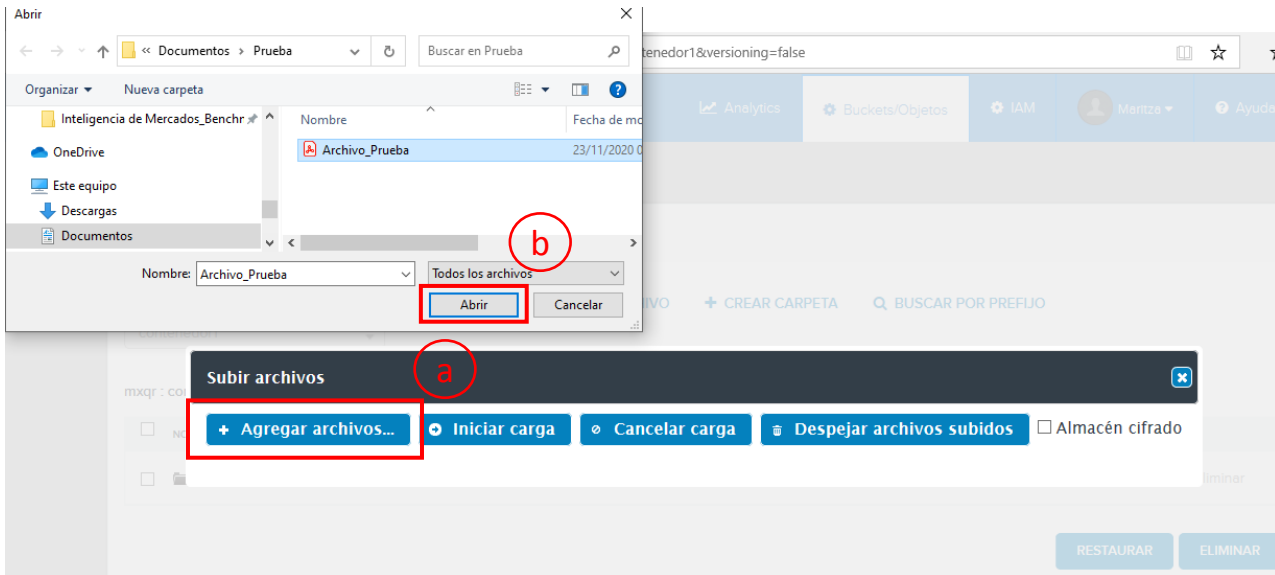 Abrir
« Documentos › Prueba
Buscar en Prueba
tenedor1&versioning=false
Organizar
Nueva carpeta
Analytics
Buckets/Objetos
IAM
Maritza
Ayuda
Inteligencia de Mercados_Benchr
Nombre
Fecha de mo
OneDrive
Archivo_Prueba
23/11/2020 0
Este equipo
Descargas
Documentos
b
Nombre:
Archivo_Prueba
Todos los archivos
Abrir
Cancelar
IVO
+ CREAR CARPETA
BUSCAR POR PREFIJO
contenedor1
a
Subir archivos
mxqr : co
+ Agregar archivos...
Iniciar carga
Cancelar carga
Despejar archivos subidos
Almacén cifrado
NO
liminar
RESTAURAR
ELIMINAR